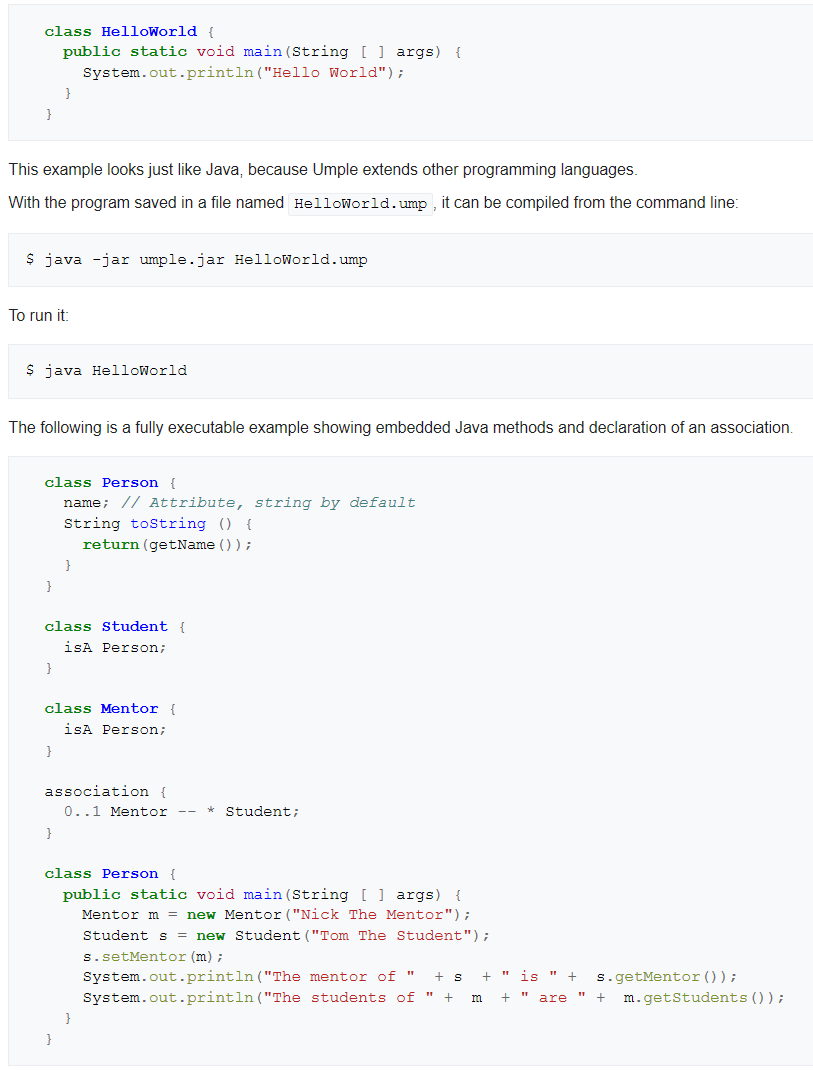 class HelloWorld {
  public static void main(String [ ] args) {
    System.out.println("Hello World");
  }
}
This example looks just like Java, because Umple extends other programming languages.
With the program saved in a file named HelloWorld.ump, it can be compiled from the command line:
$ java -jar umple.jar HelloWorld.ump
To run it:
$ java HelloWorld
The following is a fully executable example showing embedded Java methods and declaration of an association.
class Person {
  name; // Attribute, string by default
  String toString () {
    return(getName());
  }
}
class Student {
  isA Person;
}
class Mentor {
  isA Person;
}
association {
  0..1 Mentor -- * Student;
}
class Person {
  public static void main(String [ ] args) {
    Mentor m = new Mentor("Nick The Mentor");
    Student s = new Student("Tom The Student");
    s.setMentor(m);
    System.out.println("The mentor of "  + s  + " is " +  s.getMentor());
    System.out.println("The students of " +  m  + " are " +  m.getStudents());
  }
}